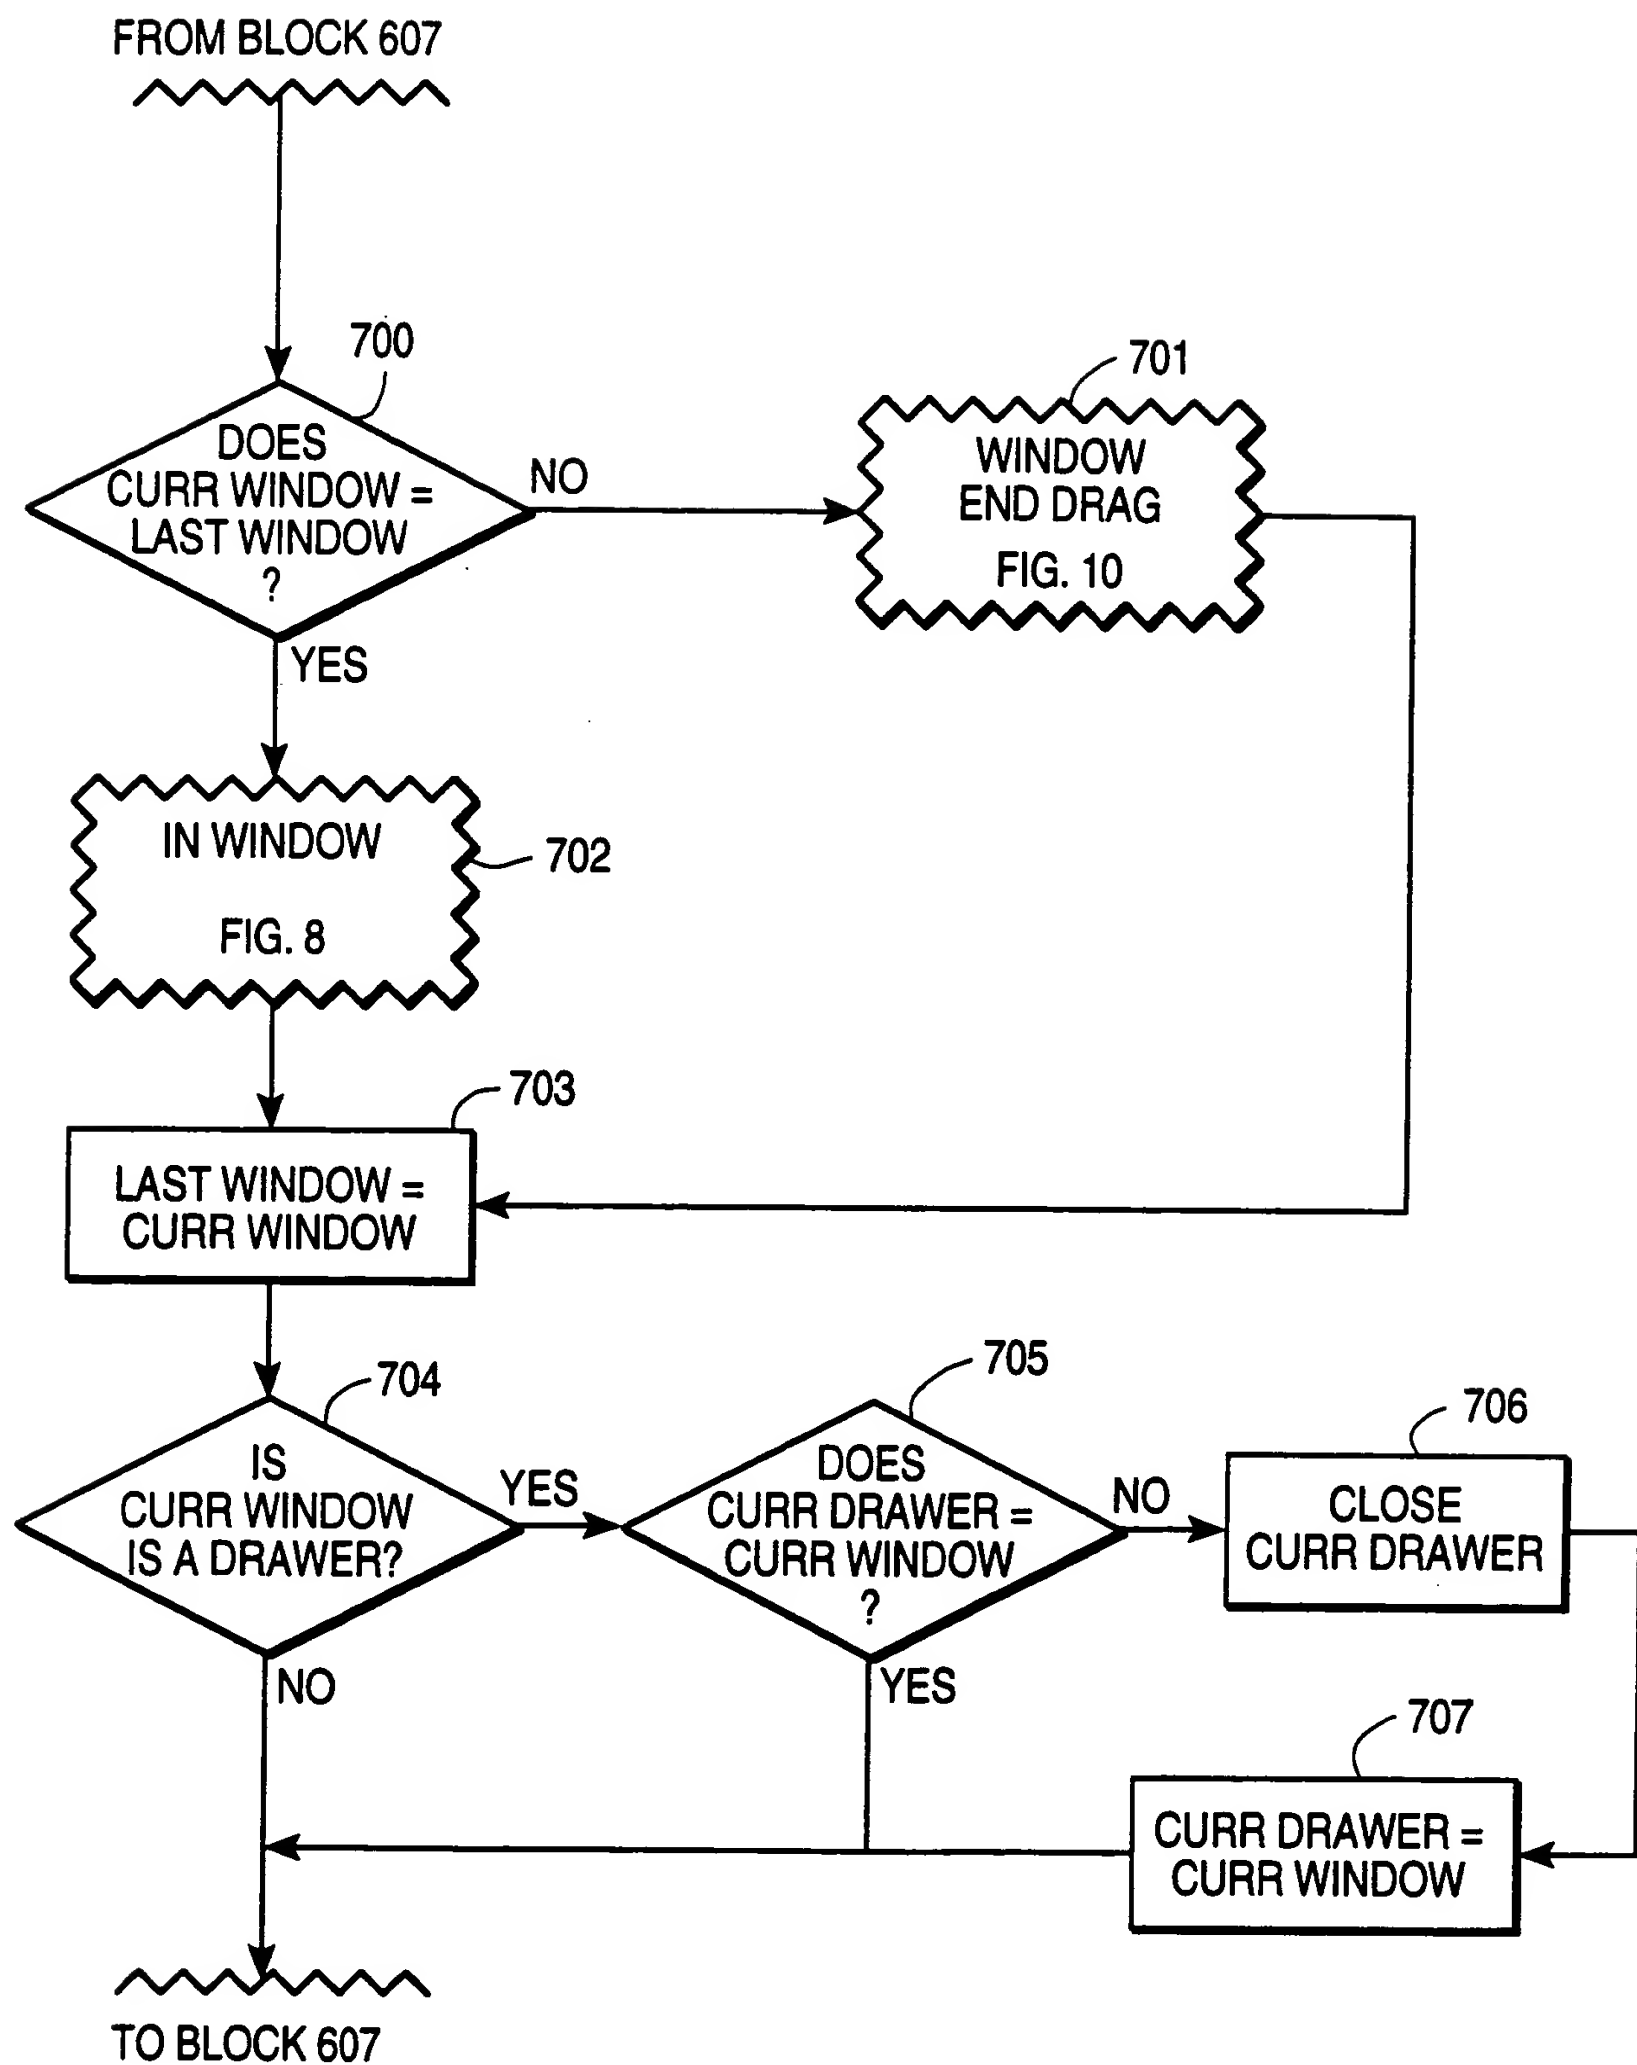 FROM BLOCK 607
700
DOES
CURR WINDOW =
LAST WINDOW
?
NO
YES
701
WINDOW
END DRAG
FIG. 10
IN WINDOW
FIG. 8
702
703
LAST WINDOW =
CURR WINDOW
704
IS
CURR WINDOW
IS A DRAWER?
YES
NO
705
DOES
CURR DRAWER =
CURR WINDOW
?
NO
YES
706
CLOSE
CURR DRAWER
707
CURR DRAWER =
CURR WINDOW
TO BLOCK 607